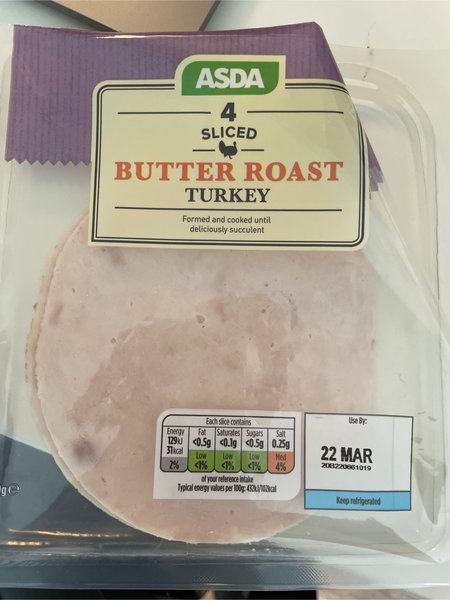 ASDA
4
SLICED
BUTTER ROAST
TURKEY
Formed and cooked until
deliciously succulent
Each slice contains
Energy Fat Saturates Sugars Salt
129kJ <0.5g <0.1g <0.5g 0.25g
31kcal
Low Low Low Med
2% <1% <1% <1% 4%
of your reference intake
Typical energy values per 100g: 432kJ/102kcal
Use By:
22 MAR
20B220661019
Keep refrigerated
g e